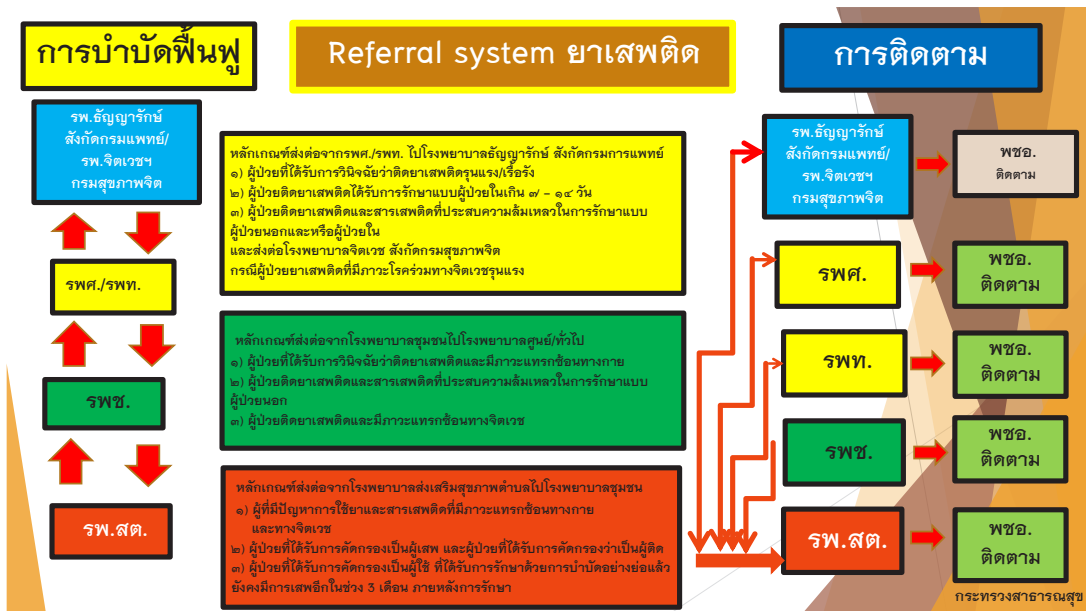 การบำบัดฟื้นฟู
Referral system ยาเสพติด
การติดตาม
รพ.ธัญญารักษ์
สังกัดกรมแพทย์/
รพ.จิตเวชฯ
กรมสุขภาพจิต
รพศ./รพท.
รพช.
รพ.สต.
หลักเกณฑ์ส่งต่อจากรพศ./รพท. ไปโรงพยาบาลธัญญารักษ์ สังกัดกรมการแพทย์
๑) ผู้ป่วยที่ได้รับการวินิจฉัยว่าติดยาเสพติดรุนแรง/เรื้อรัง
๒) ผู้ป่วยติดยาเสพติดได้รับการรักษาแบบผู้ป่วยในเกิน ๗ – ๑๔ วัน
๓) ผู้ป่วยติดยาเสพติดและสารเสพติดที่ประสบความล้มเหลวในการรักษาแบบ
ผู้ป่วยนอกและหรือผู้ป่วยใน
และส่งต่อโรงพยาบาลจิตเวช สังกัดกรมสุขภาพจิต
กรณีผู้ป่วยยาเสพติดที่มีภาวะโรคร่วมทางจิตเวชรุนแรง
หลักเกณฑ์ส่งต่อจากโรงพยาบาลชุมชนไปโรงพยาบาลศูนย์/ทั่วไป
๑) ผู้ป่วยที่ได้รับการวินิจฉัยว่าติดยาเสพติดและมีภาวะแทรกซ้อนทางกาย
๒) ผู้ป่วยติดยาเสพติดและสารเสพติดที่ประสบความล้มเหลวในการรักษาแบบ
ผู้ป่วยนอก
๓) ผู้ป่วยติดยาเสพติดและมีภาวะแทรกซ้อนทางจิตเวช
หลักเกณฑ์ส่งต่อจากโรงพยาบาลส่งเสริมสุขภาพตำบลไปโรงพยาบาลชุมชน
๑) ผู้ที่มีปัญหาการใช้ยาและสารเสพติดที่มีภาวะแทรกซ้อนทางกาย
และทางจิตเวช
๒) ผู้ป่วยที่ได้รับการคัดกรองเป็นผู้เสพ และผู้ป่วยที่ได้รับการคัดกรองว่าเป็นผู้ติด
๓) ผู้ป่วยที่ได้รับการคัดกรองเป็นผู้ใช้ ที่ได้รับการรักษาด้วยการบำบัดอย่างย่อแล้ว
ยังคงมีการเสพอีกในช่วง 3 เดือน ภายหลังการรักษา
รพ.ธัญญารักษ์
สังกัดกรมแพทย์/
รพ.จิตเวชฯ
กรมสุขภาพจิต
พชอ.
ติดตาม
รพศ.
พชอ.
ติดตาม
รพท.
พชอ.
ติดตาม
รพช.
พชอ.
ติดตาม
รพ.สต.
พชอ.
ติดตาม
กระทรวงสาธารณสุข